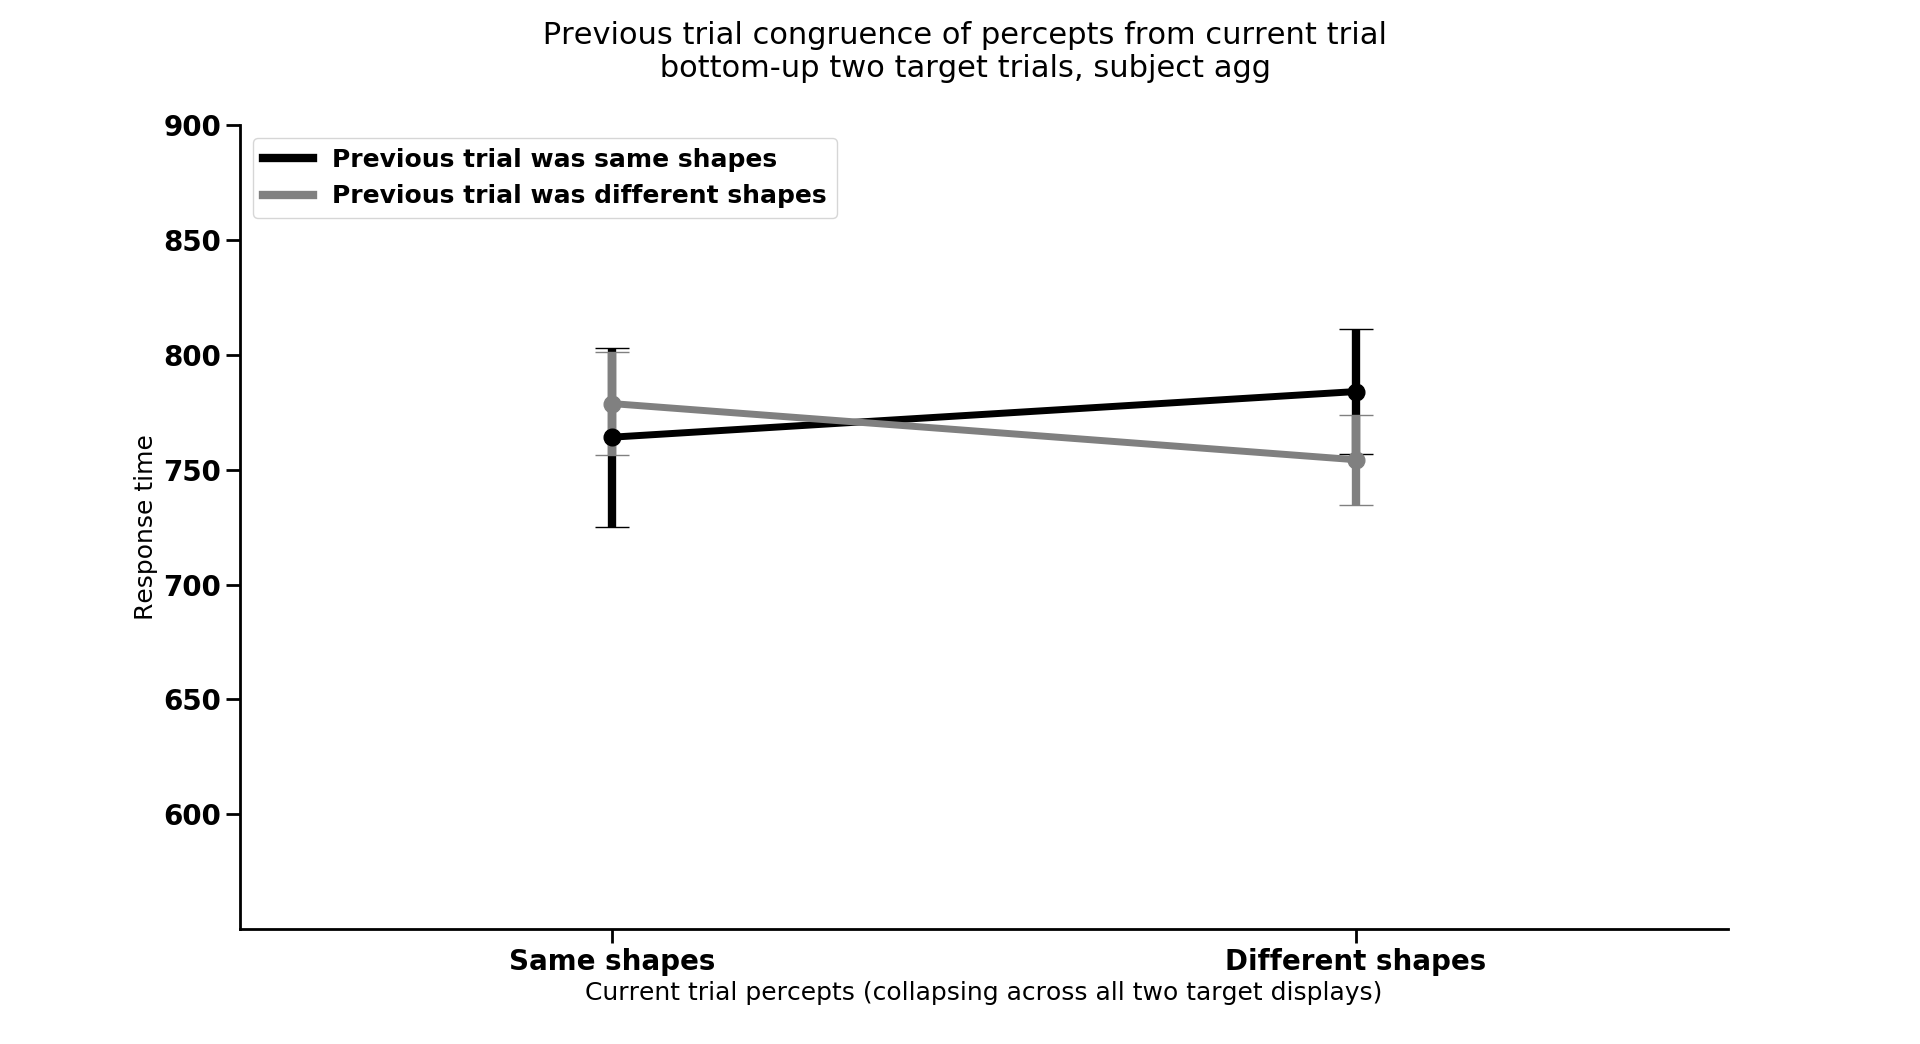 Previous trial congruence of percepts from current trial
bottom-up two target trials, subject agg
900
Previous trial was same shapes
Previous trial was different shapes
850
800
750
700
650
600
Response time
Same shapes
Different shapes
Current trial percepts (collapsing across all two target displays)